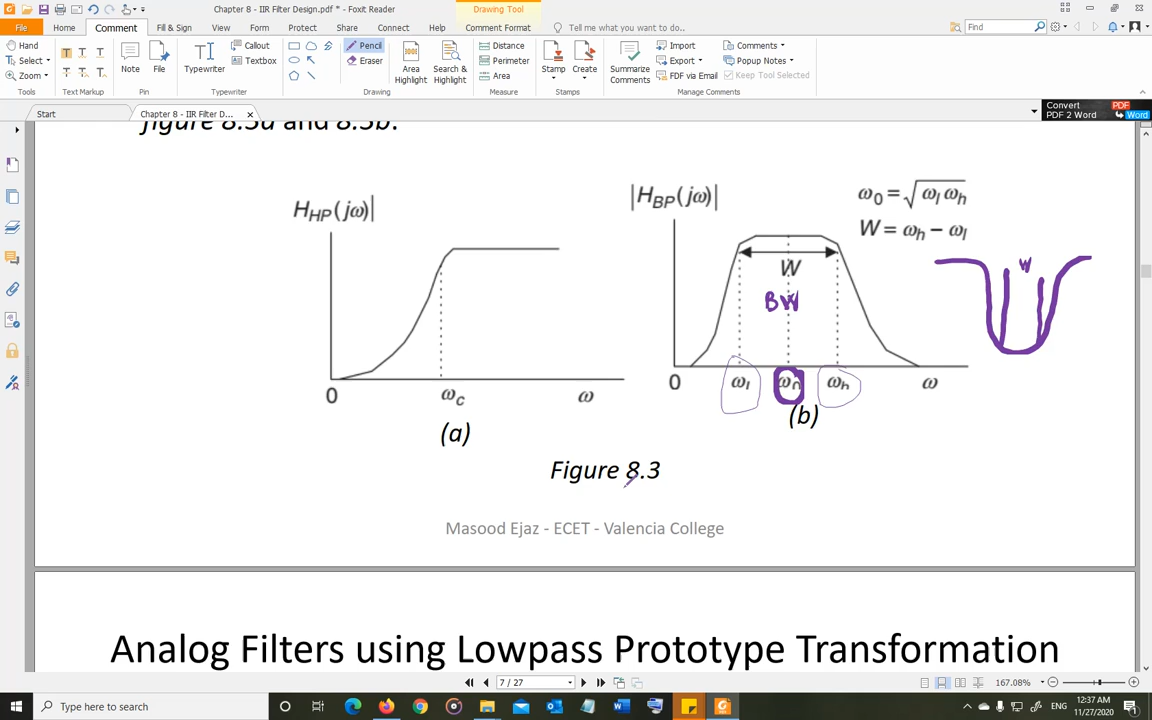 Chapter 8 - IIR Filter Design.pdf * - Foxit Reader
Drawing Tool
File Home Comment Fill & Sign View Form Protect Share Connect Help Comment Format Tell me what you want to do... Find
Hand
Select
Zoom
Tools
Text Markup
Note
File
Pin
Typewriter
Callout
Textbox
Typewriter
Pencil
Eraser
Drawing
Area Highlight
Search & Highlight
Distance
Perimeter
Area
Measure
Stamp
Create
Stamps
Summarize Comments
Import
Export
FDF via Email
Comments
Popup Notes
Keep Tool Selected
Manage Comments
Start
Chapter 8 - IIR Filter D...
Convert PDF
PDF 2 Word Word
figure 8.3a and 8.3b.
H_HP(jω)|
0 ω_c ω
(a)
|H_BP(jω)|
ω₀ = √ω_l ω_h
W = ω_h − ω_l
W
BW
W
0 ω_l ω₀ ω_h ω
(b)
Figure 8.3
Masood Ejaz - ECET - Valencia College
Analog Filters using Lowpass Prototype Transformation
7 / 27
167.08%
Type here to search
ENG
12:37 AM
11/27/2020